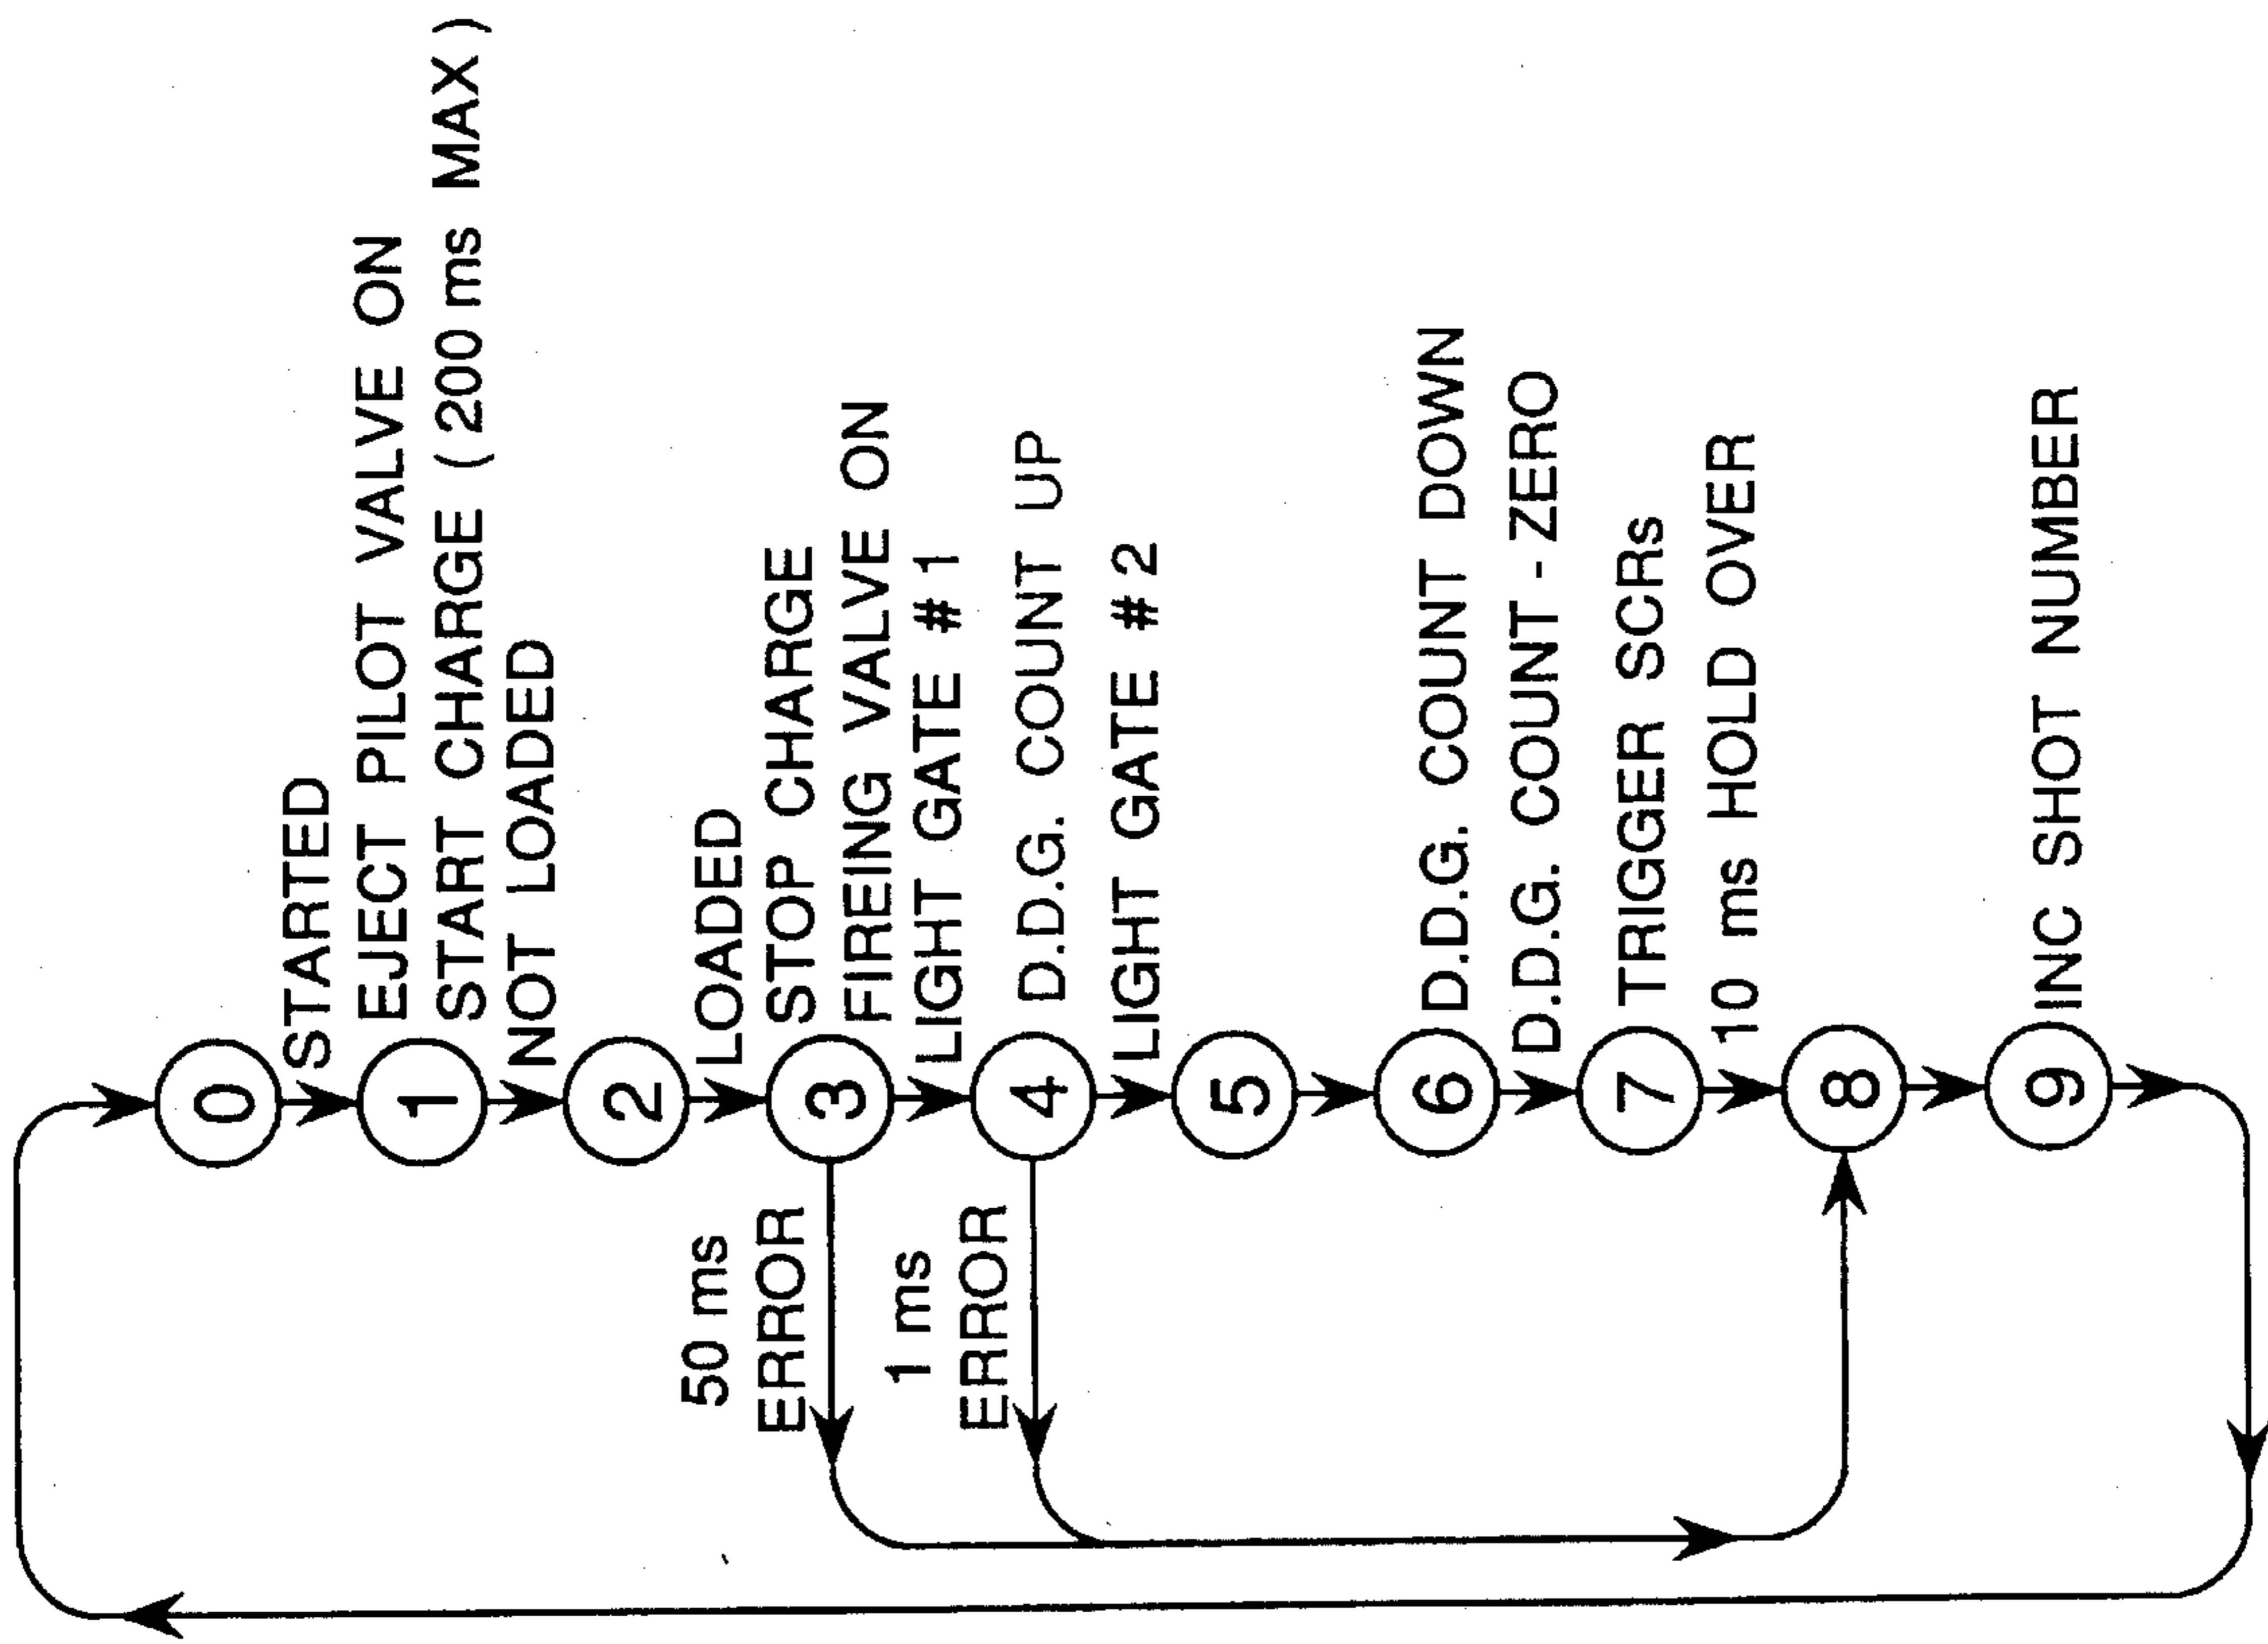 0
STARTED
EJECT PILOT VALVE ON
1
START CHARGE ( 200 ms MAX )
NOT LOADED
2
LOADED
STOP CHARGE
3
FIREING VALVE ON
50 ms
ERROR
LIGHT GATE # 1
4
D.D.G. COUNT UP
1 ms
ERROR
LIGHT GATE # 2
5
6
D.D.G. COUNT DOWN
D.D.G. COUNT - ZERO
7
TRIGGER SCRs
10 ms HOLD OVER
8
9
INC SHOT NUMBER